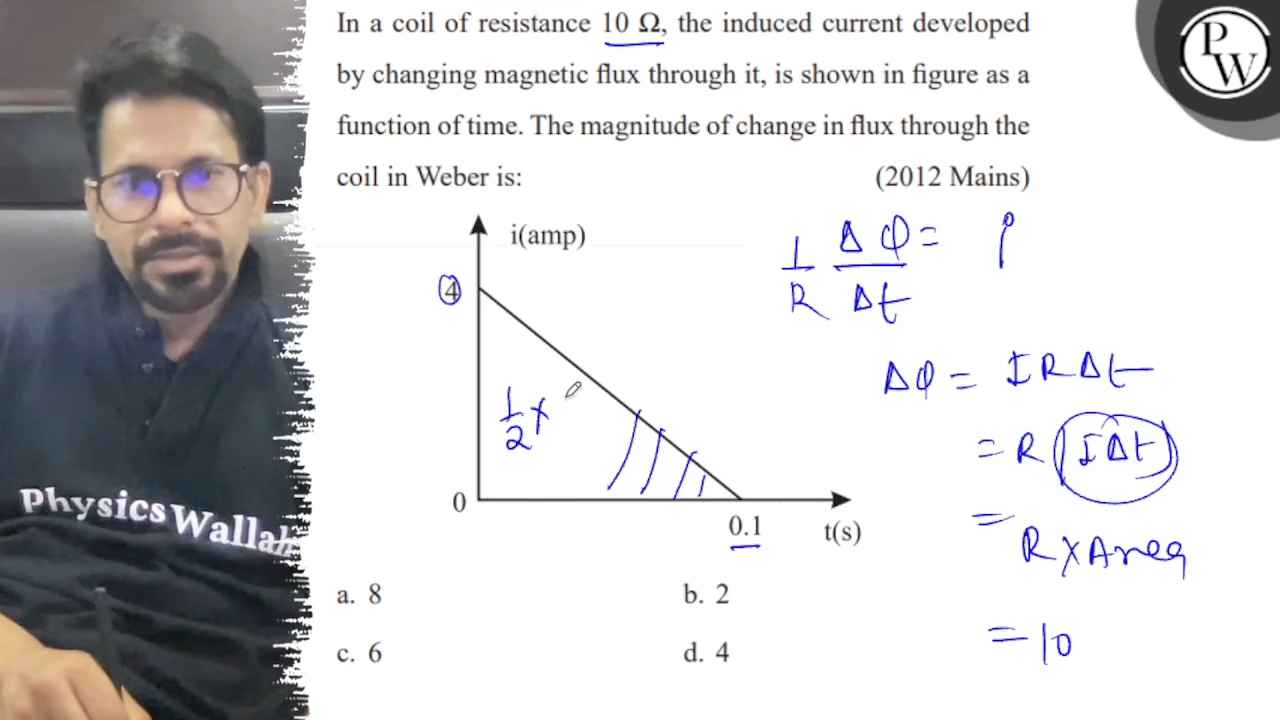 In a coil of resistance 10 Ω, the induced current developed
by changing magnetic flux through it, is shown in figure as a
function of time. The magnitude of change in flux through the
coil in Weber is: (2012 Mains)
PW
i(amp)
4
0
0.1
t(s)
1/2 ×
1/R Δφ/Δt = i
Δφ = I R Δt
= R (I Δt)
=
R × Area
= 10
PhysicsWallah
a. 8 b. 2
c. 6 d. 4